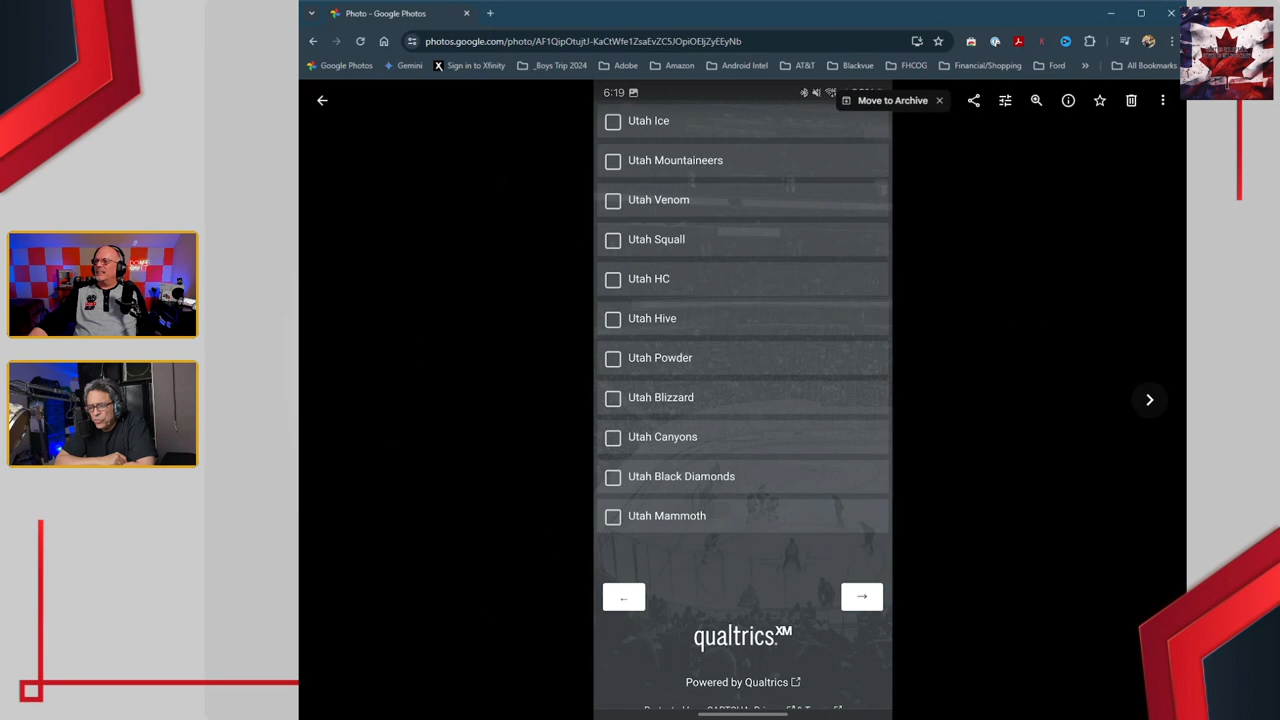 Photo - Google Photos
photos.google.com/photo/AF1QipOtujtJ-KaCtWfe1ZsaEvZC5JOpiOEIjZyEEyNb
Google Photos
Gemini
Sign in to Xfinity
Boys Trip 2024
Adobe
Amazon
Android Intel
AT&T
Blackvue
FHCOG
Financial/Shopping
Ford
All Bookmarks
6:19
Move to Archive
Utah Ice
Utah Mountaineers
Utah Venom
Utah Squall
Utah HC
Utah Hive
Utah Powder
Utah Blizzard
Utah Canyons
Utah Black Diamonds
Utah Mammoth
qualtrics.XM
Powered by Qualtrics